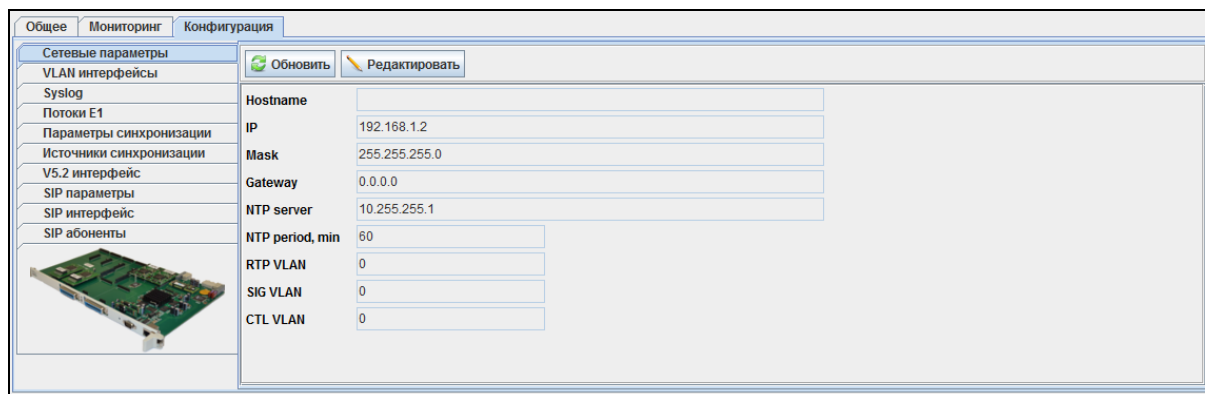 Общее Мониторинг Конфигурация
Сетевые параметры
VLAN интерфейсы
Syslog
Потоки E1
Параметры синхронизации
Источники синхронизации
V5.2 интерфейс
SIP параметры
SIP интерфейс
SIP абоненты
Обновить Редактировать
Hostname
IP 192.168.1.2
Mask 255.255.255.0
Gateway 0.0.0.0
NTP server 10.255.255.1
NTP period, min 60
RTP VLAN 0
SIG VLAN 0
CTL VLAN 0